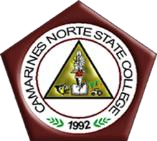 CAMARINES NORTE STATE COLLEGE
1992